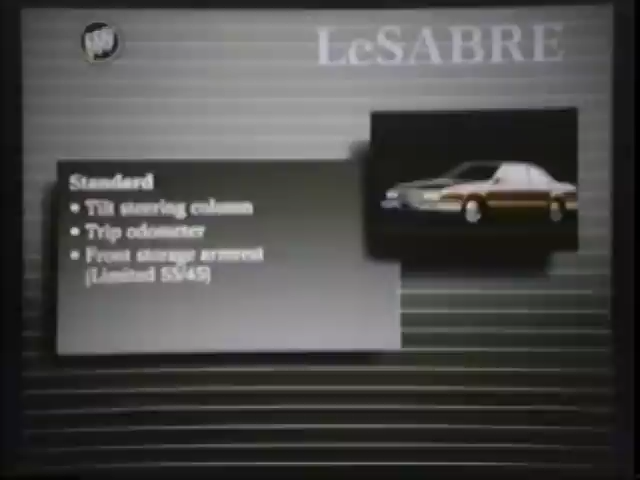 LeSABRE
Standard
• Tilt steering column
• Trip odometer
• Front storage armrest
(Limited 55/45)